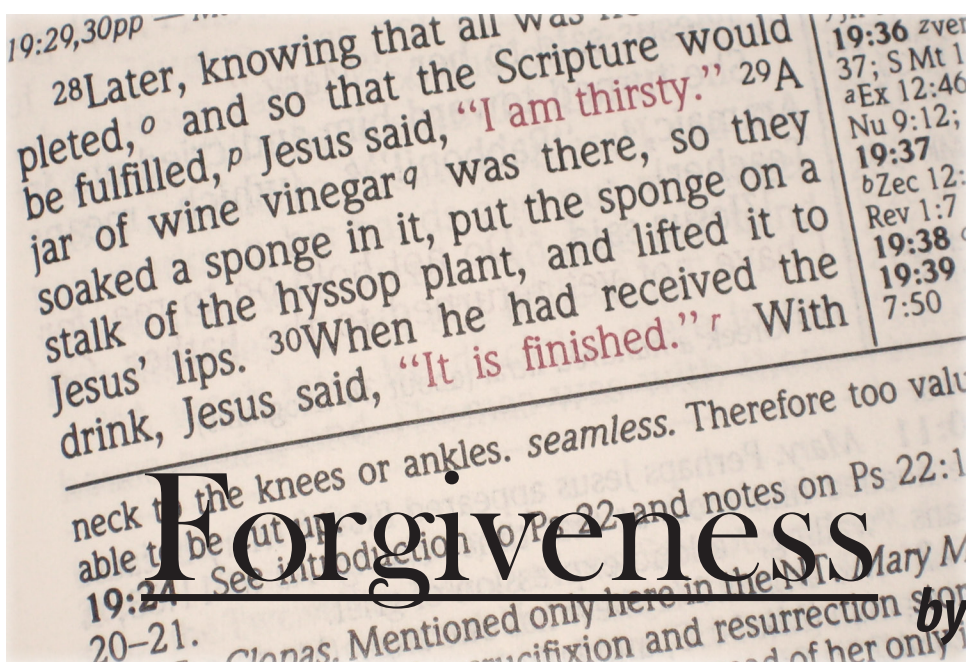 19:29,30pp —
28Later, knowing that all was
pleted,o and so that the Scripture would
be fulfilled,p Jesus said, “I am thirsty.” 29A
jar of wine vinegarq was there, so they
soaked a sponge in it, put the sponge on a
stalk of the hyssop plant, and lifted it to
Jesus’ lips. 30When he had received the
drink, Jesus said, “It is finished.” r With
19:36 zver
37; S Mt 1
aEx 12:46
Nu 9:12;
19:37
bZec 12:
Rev 1:7
19:38
19:39
7:50
neck to the knees or ankles. seamless. Therefore too valu
able to be cut up. See introduction to Ps 22 and notes on Ps 22:1
19:24
20–21.
Clopas. Mentioned only here in the NT. Mary M
crucifixion and resurrection
of her only
Forgiveness
by